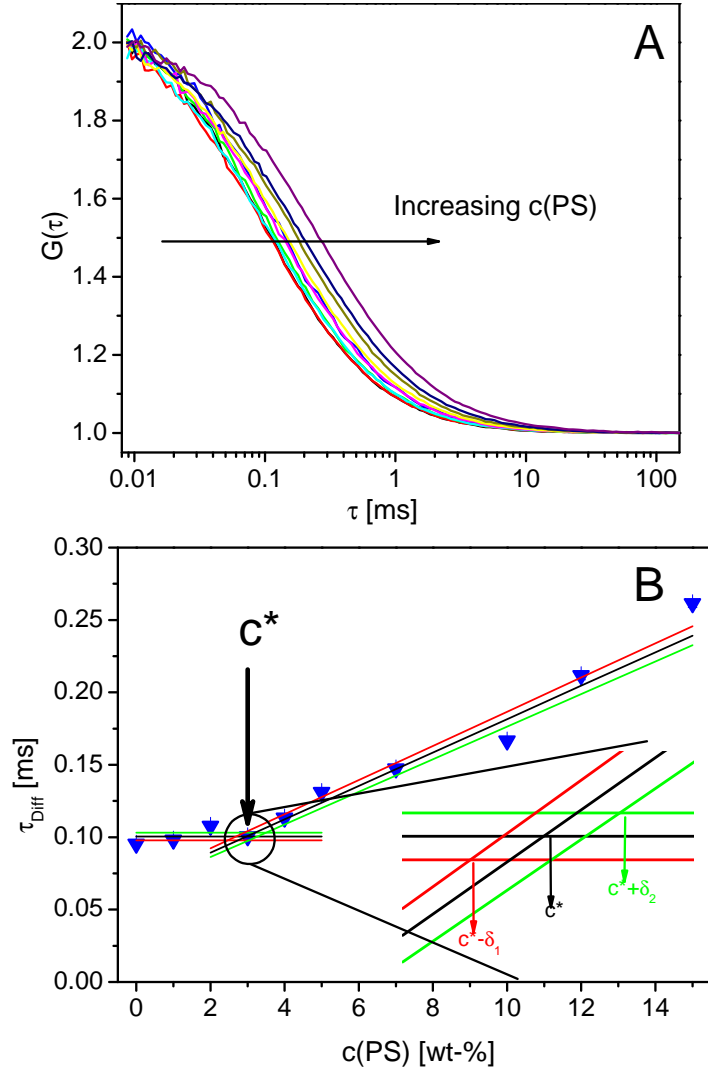 A
2.0
1.8
1.6
1.4
1.2
1.0
G(τ)
Increasing c(PS)
0.01 0.1 1 10 100
τ [ms]
B
c*
0.30
0.25
0.20
0.15
0.10
0.05
0.00
τDiff [ms]
c*-δ1
c*
c*+δ2
0 2 4 6 8 10 12 14
c(PS) [wt-%]